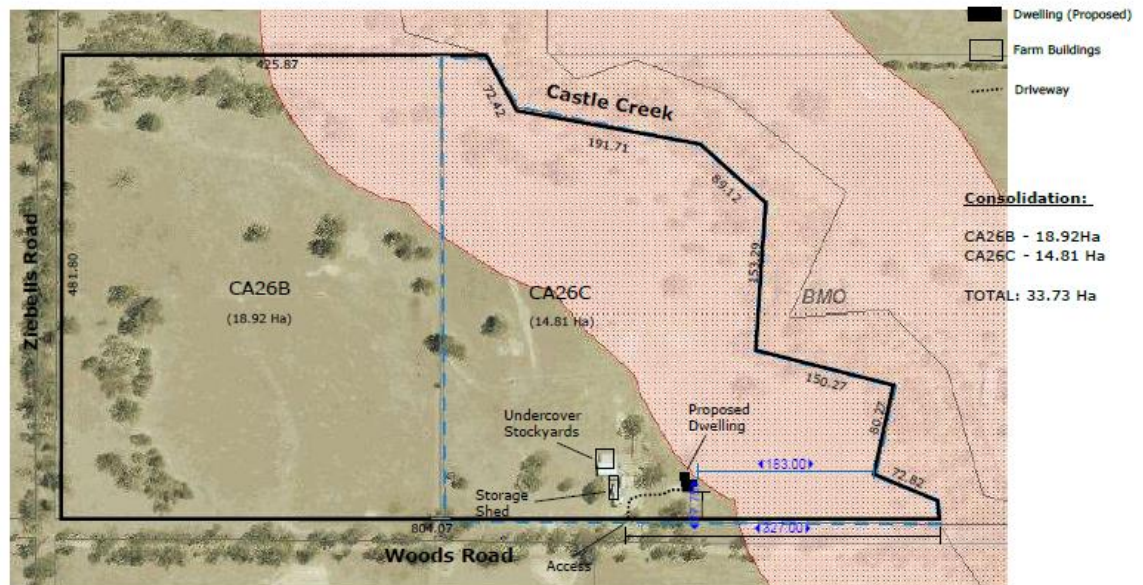 Dwelling (Proposed)
Farm Buildings
Driveway
425.87
72.42
Castle Creek
191.71
89.12
Consolidation:
CA26B - 18.92Ha
CA26C - 14.81 Ha
TOTAL: 33.73 Ha
153.29
481.80
Ziebells Road
CA26B
(18.92 Ha)
CA26C
(14.81 Ha)
BMO
150.27
80.27
Undercover
Stockyards
Proposed
Dwelling
183.00
72.82
Storage
Shed
804.07
327.00
Woods Road
Access